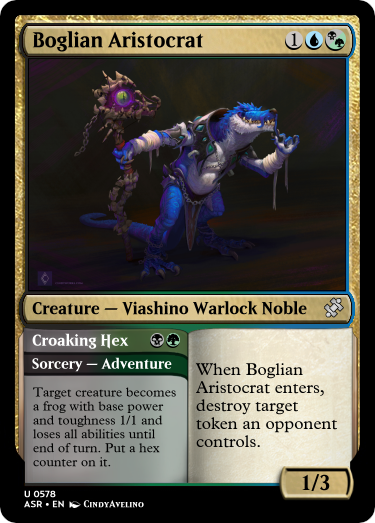 Boglian Aristocrat
1
Creature — Viashino Warlock Noble
Croaking Hex
Sorcery — Adventure
Target creature becomes
a frog with base power
and toughness 1/1 and
loses all abilities until
end of turn. Put a hex
counter on it.
When Boglian
Aristocrat enters,
destroy target
token an opponent
controls.
1/3
U 0578
ASR • EN CindyAvelino